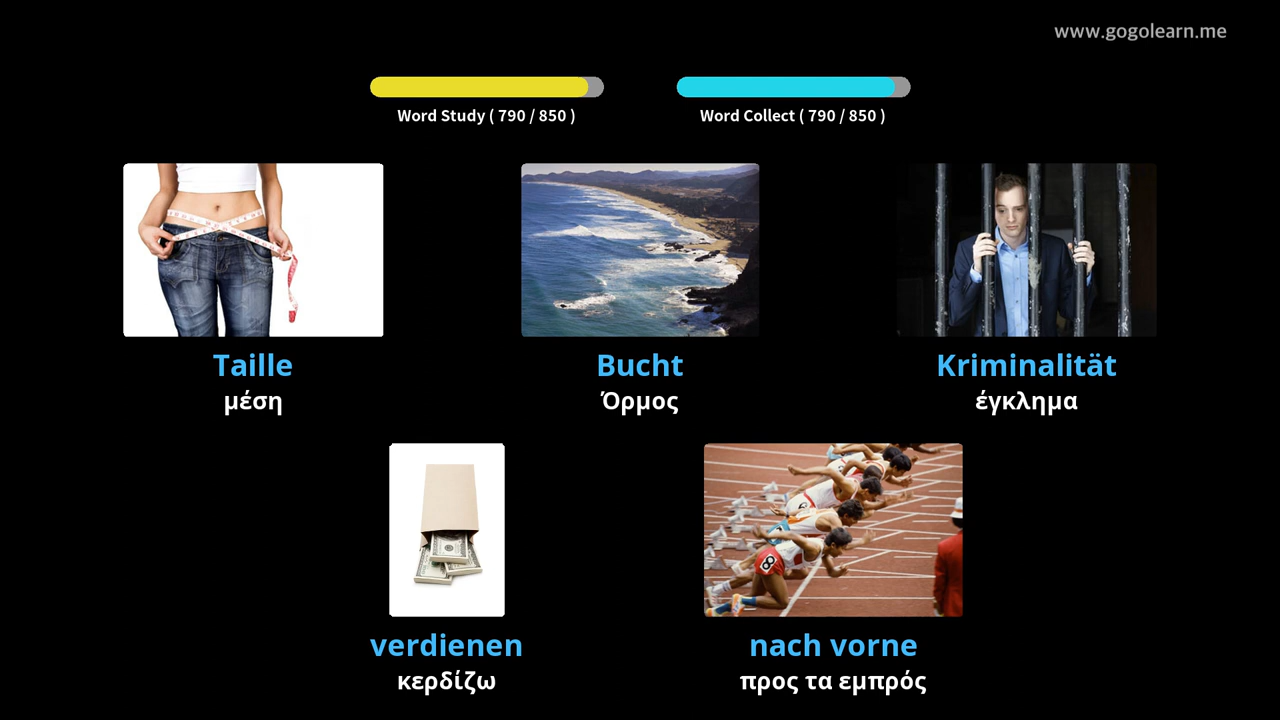 www.gogolearn.me
Word Study ( 790 / 850 )
Word Collect ( 790 / 850 )
Taille
μέση
Bucht
Όρμος
Kriminalität
έγκλημα
verdienen
κερδίζω
nach vorne
προς τα εμπρός